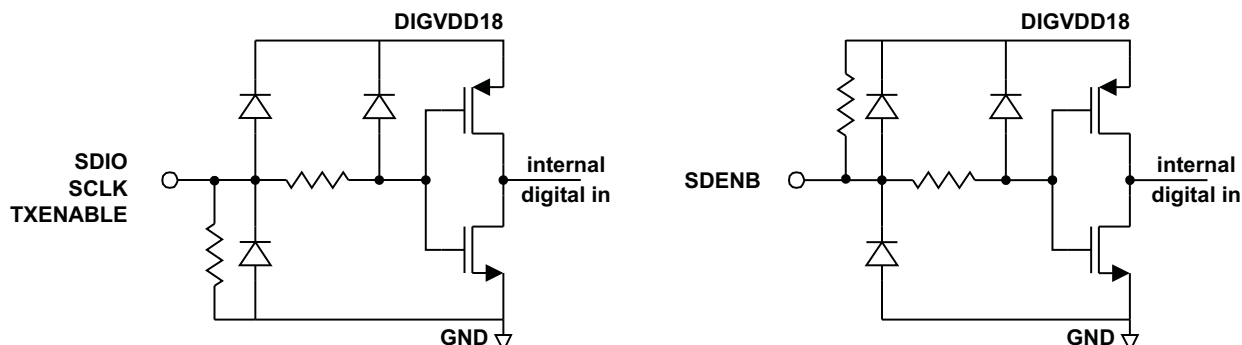 DIGVDD18
SDIO
SCLK
TXENABLE
internal
digital in
GND
DIGVDD18
SDENB
internal
digital in
GND